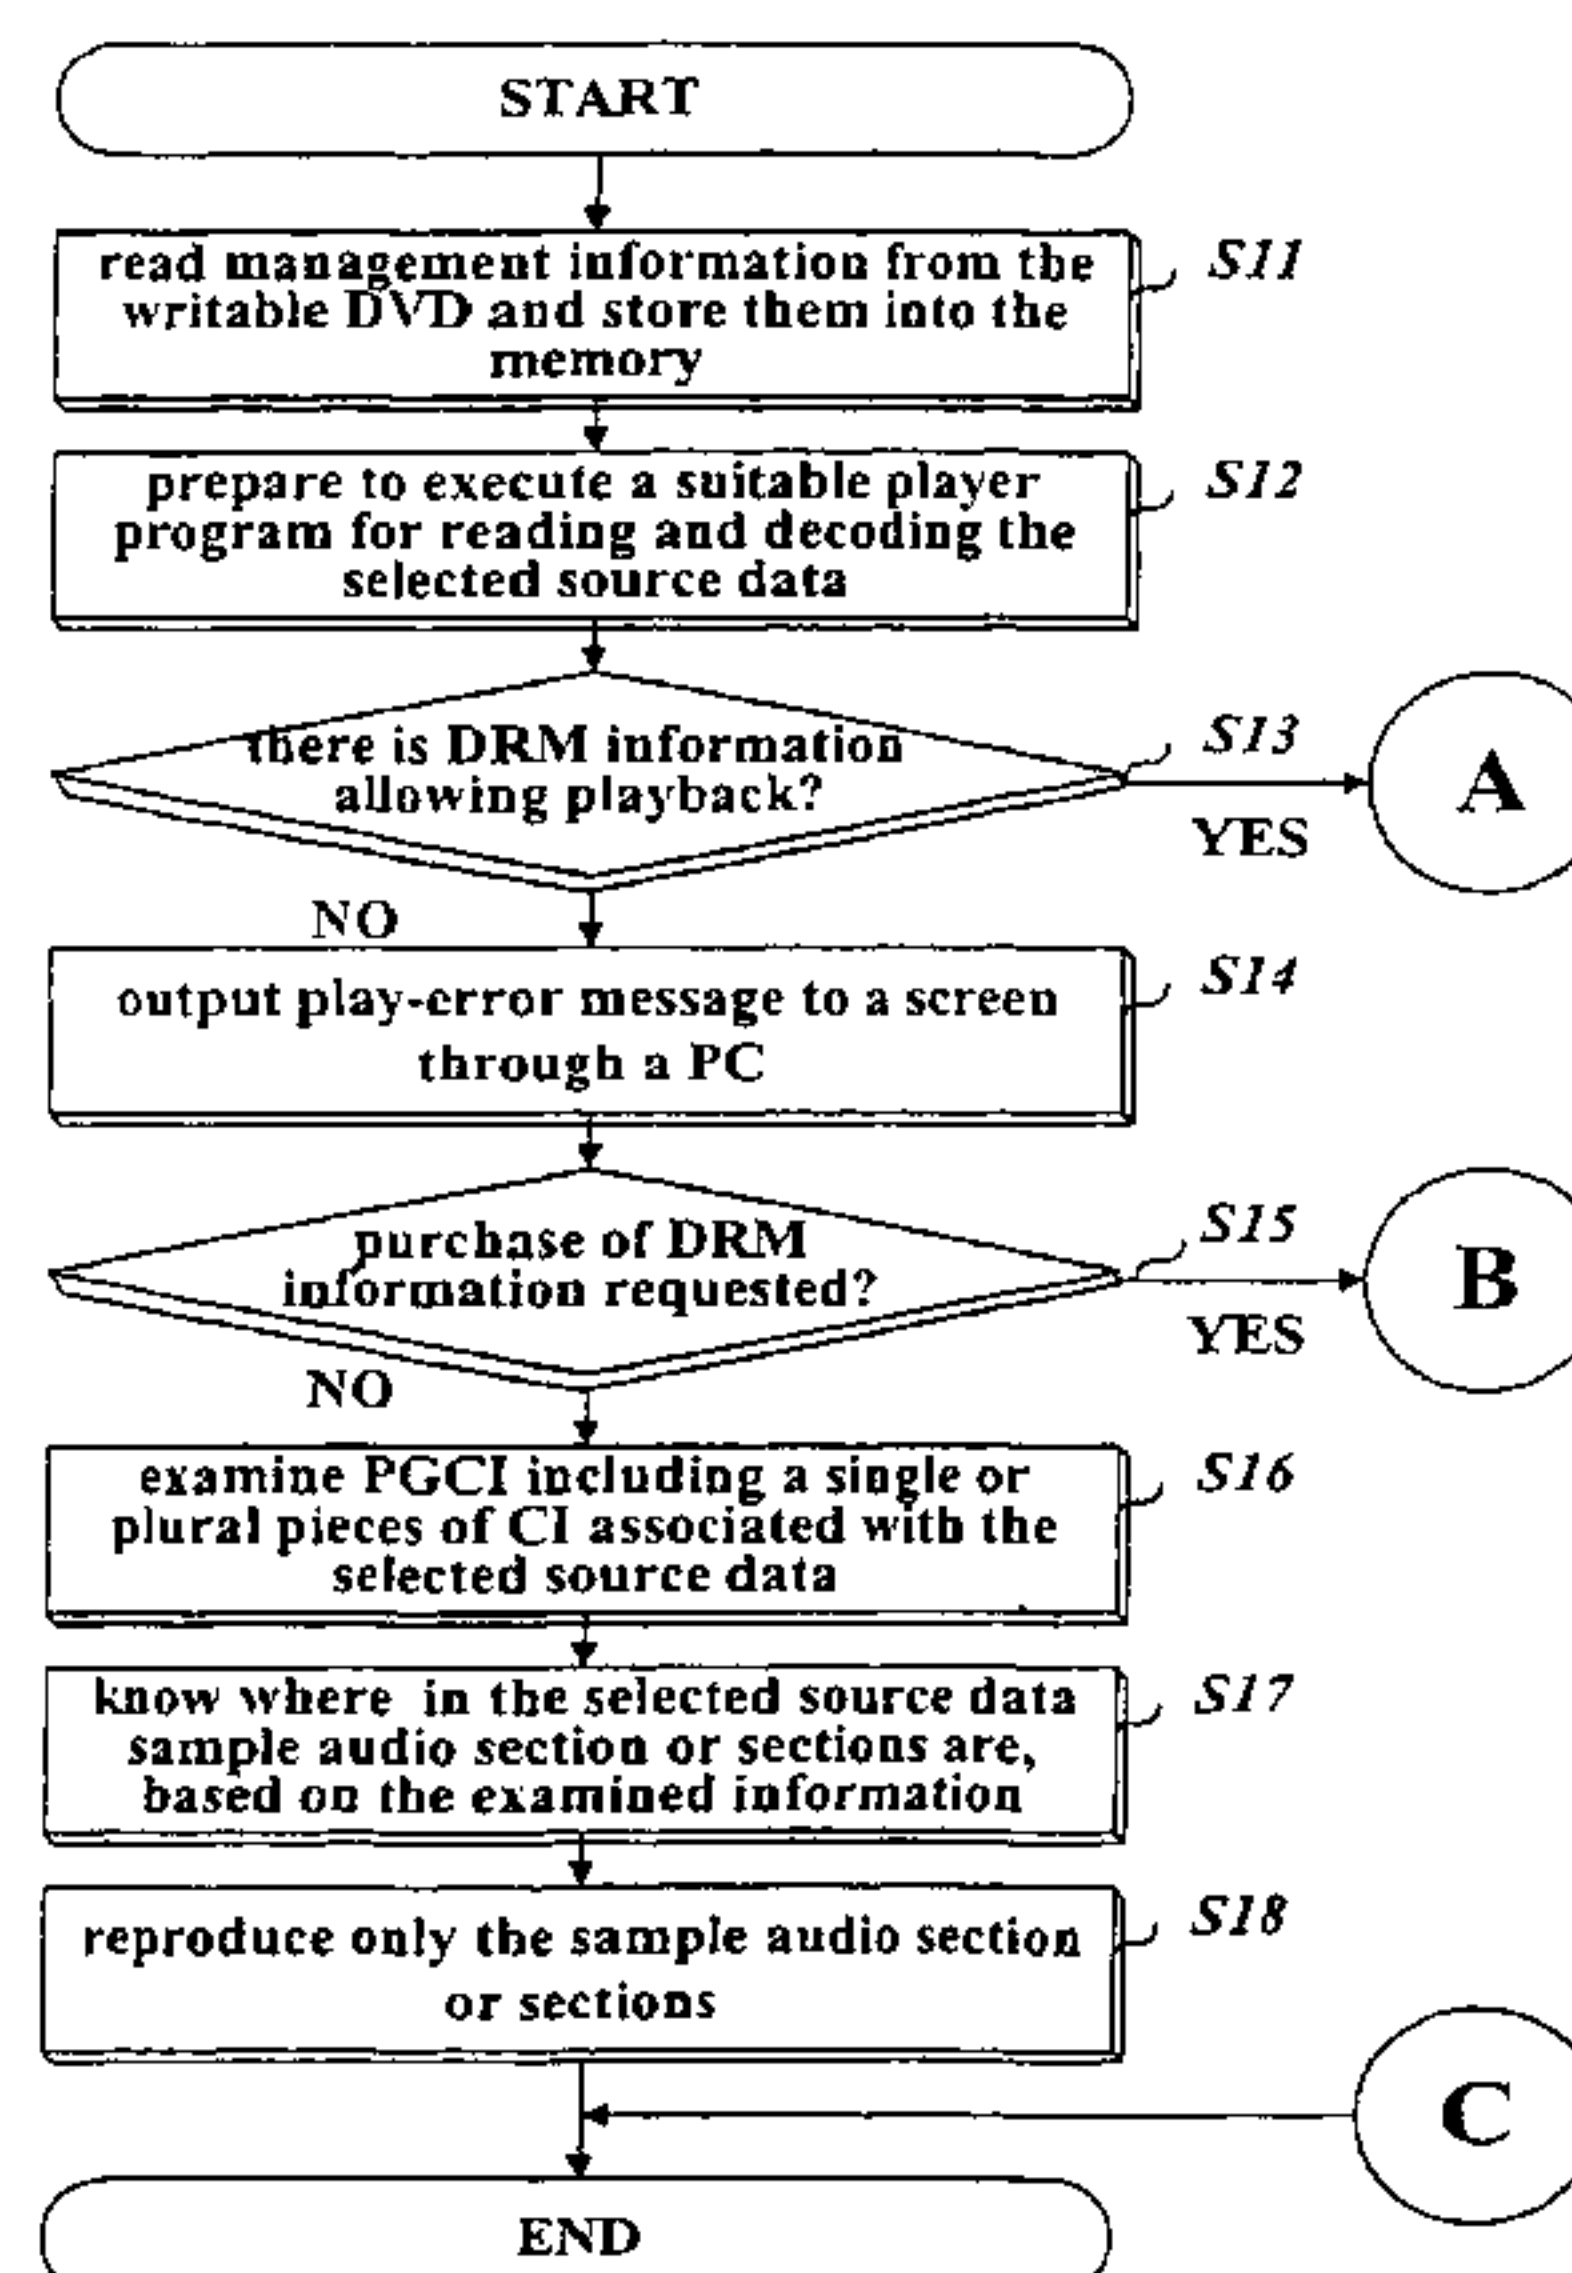 START
read management information from the
writable DVD and store them into the
memory
S11
prepare to execute a suitable player
program for reading and decoding the
selected source data
S12
there is DRM information
allowing playback?
S13
YES
A
NO
output play-error message to a screen
through a PC
S14
purchase of DRM
information requested?
S15
YES
B
NO
examine PGCI including a single or
plural pieces of CI associated with the
selected source data
S16
know where in the selected source data
sample audio section or sections are,
based on the examined information
S17
reproduce only the sample audio section
or sections
S18
C
END